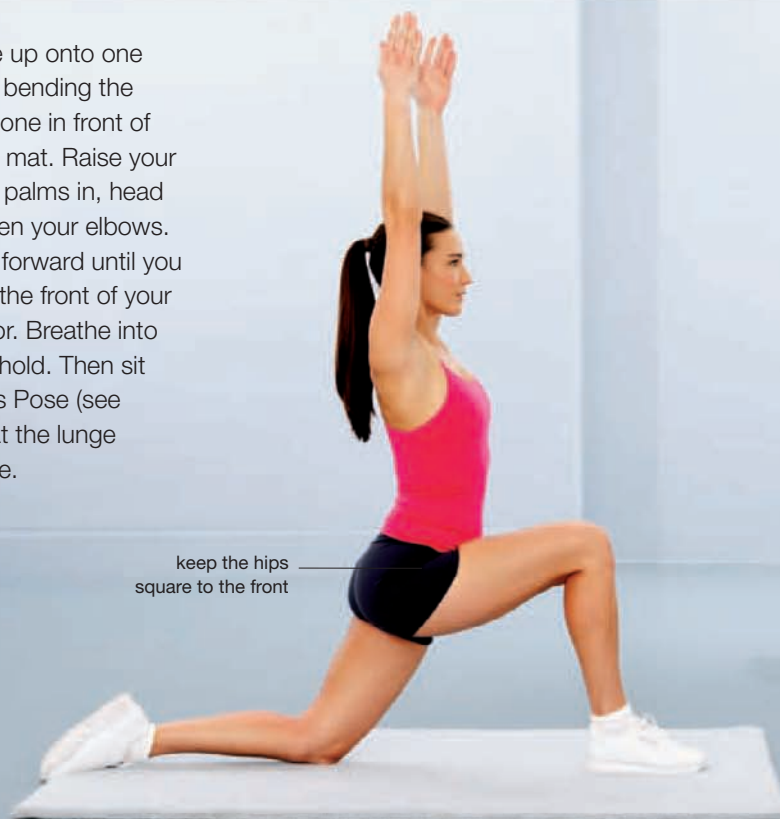 up onto one
bending the
one in front of
mat. Raise your
palms in, head
en your elbows.
forward until you
the front of your
or. Breathe into
hold. Then sit
s Pose (see
t the lunge
e.
keep the hips
square to the front